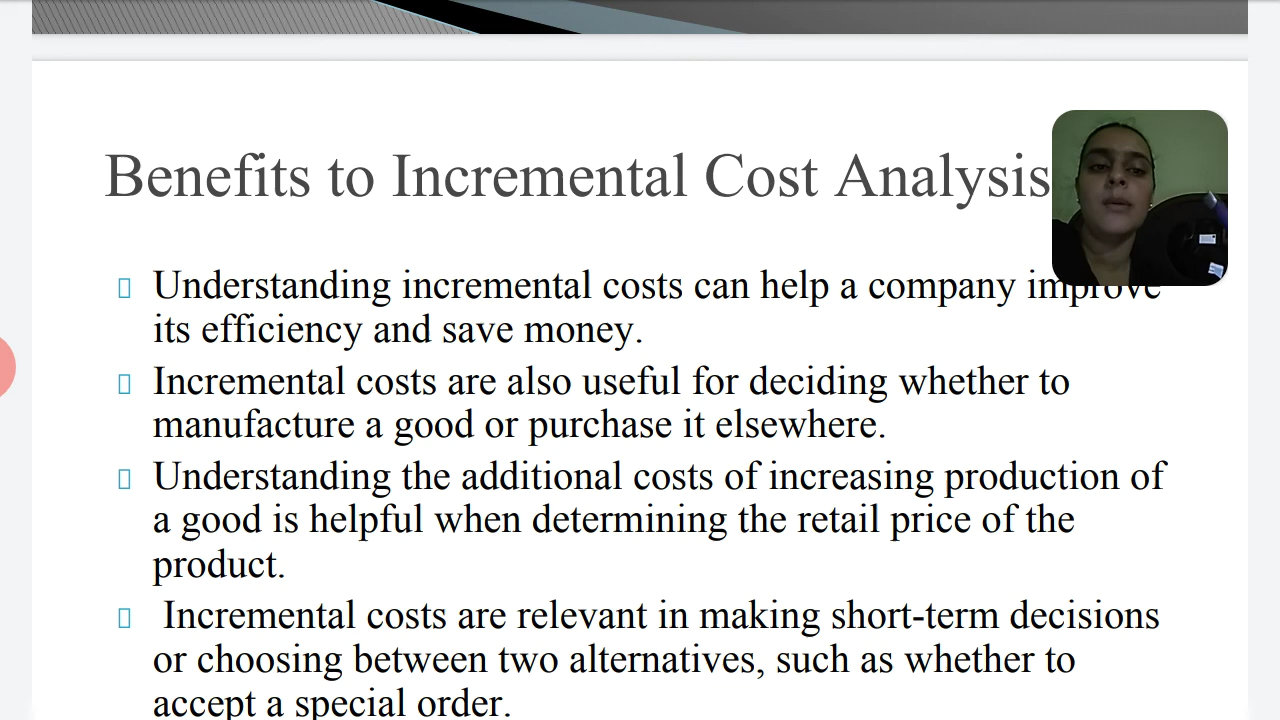 Benefits to Incremental Cost Analysis
Understanding incremental costs can help a company improve
its efficiency and save money.
Incremental costs are also useful for deciding whether to
manufacture a good or purchase it elsewhere.
Understanding the additional costs of increasing production of
a good is helpful when determining the retail price of the
product.
Incremental costs are relevant in making short-term decisions
or choosing between two alternatives, such as whether to
accept a special order.